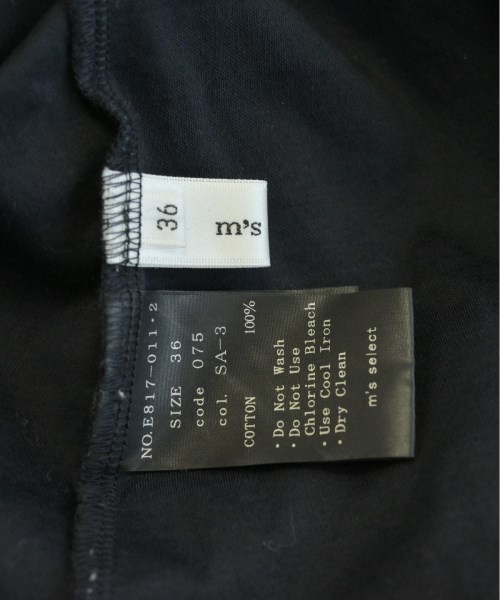 36
m's
NO.E817-011-2
SIZE 36
code 075
col. SA-3
COTTON 100%
・Do Not Wash
・Do Not Use
Chlorine Bleach
・Use Cool Iron
・Dry Clean
m's select